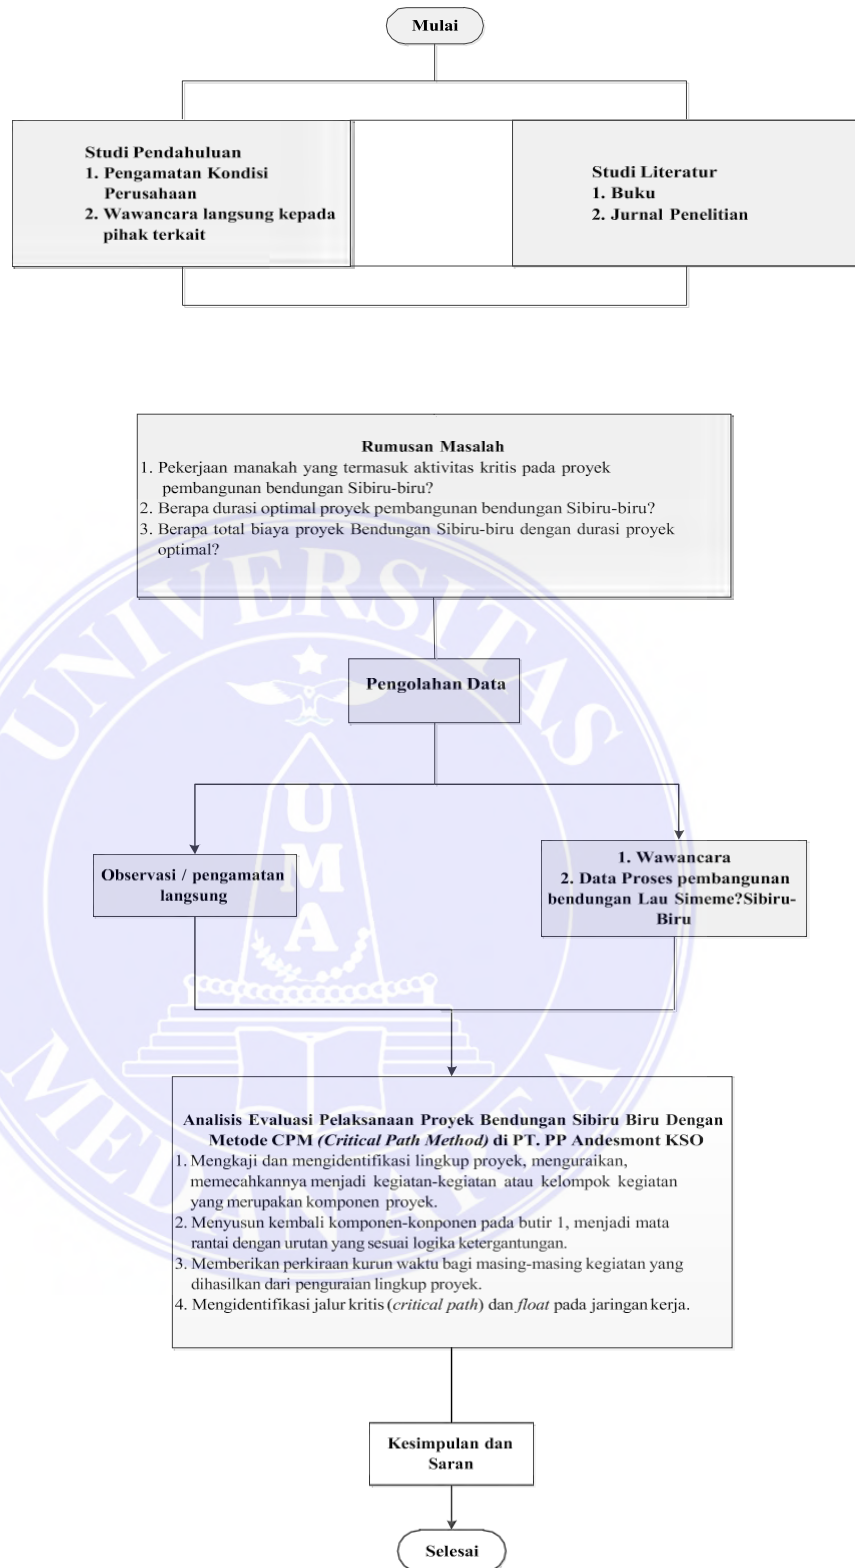 Mulai
Studi Pendahuluan
1. Pengamatan Kondisi
Perusahaan
2. Wawancara langsung kepada
pihak terkait
Studi Literatur
1. Buku
2. Jurnal Penelitian
Rumusan Masalah
1. Pekerjaan manakah yang termasuk aktivitas kritis pada proyek
pembangunan bendungan Sibiru-biru?
2. Berapa durasi optimal proyek pembangunan bendungan Sibiru-biru?
3. Berapa total biaya proyek Bendungan Sibiru-biru dengan durasi proyek
optimal?
UNIVERSITAS
Pengolahan Data
UMA
Observasi / pengamatan
langsung
1. Wawancara
2. Data Proses pembangunan
bendungan Lau Simeme?Sibiru-
Biru
MEDAN AREA
Analisis Evaluasi Pelaksanaan Proyek Bendungan Sibiru Biru Dengan
Metode CPM (Critical Path Method) di PT. PP Andesmont KSO
1. Mengkaji dan mengidentifikasi lingkup proyek, menguraikan,
memecahkannya menjadi kegiatan-kegiatan atau kelompok kegiatan
yang merupakan komponen proyek.
2. Menyusun kembali komponen-konponen pada butir 1, menjadi mata
rantai dengan urutan yang sesuai logika ketergantungan.
3. Memberikan perkiraan kurun waktu bagi masing-masing kegiatan yang
dihasilkan dari penguraian lingkup proyek.
4. Mengidentifikasi jalur kritis (critical path) dan float pada jaringan kerja.
Kesimpulan dan
Saran
Selesai